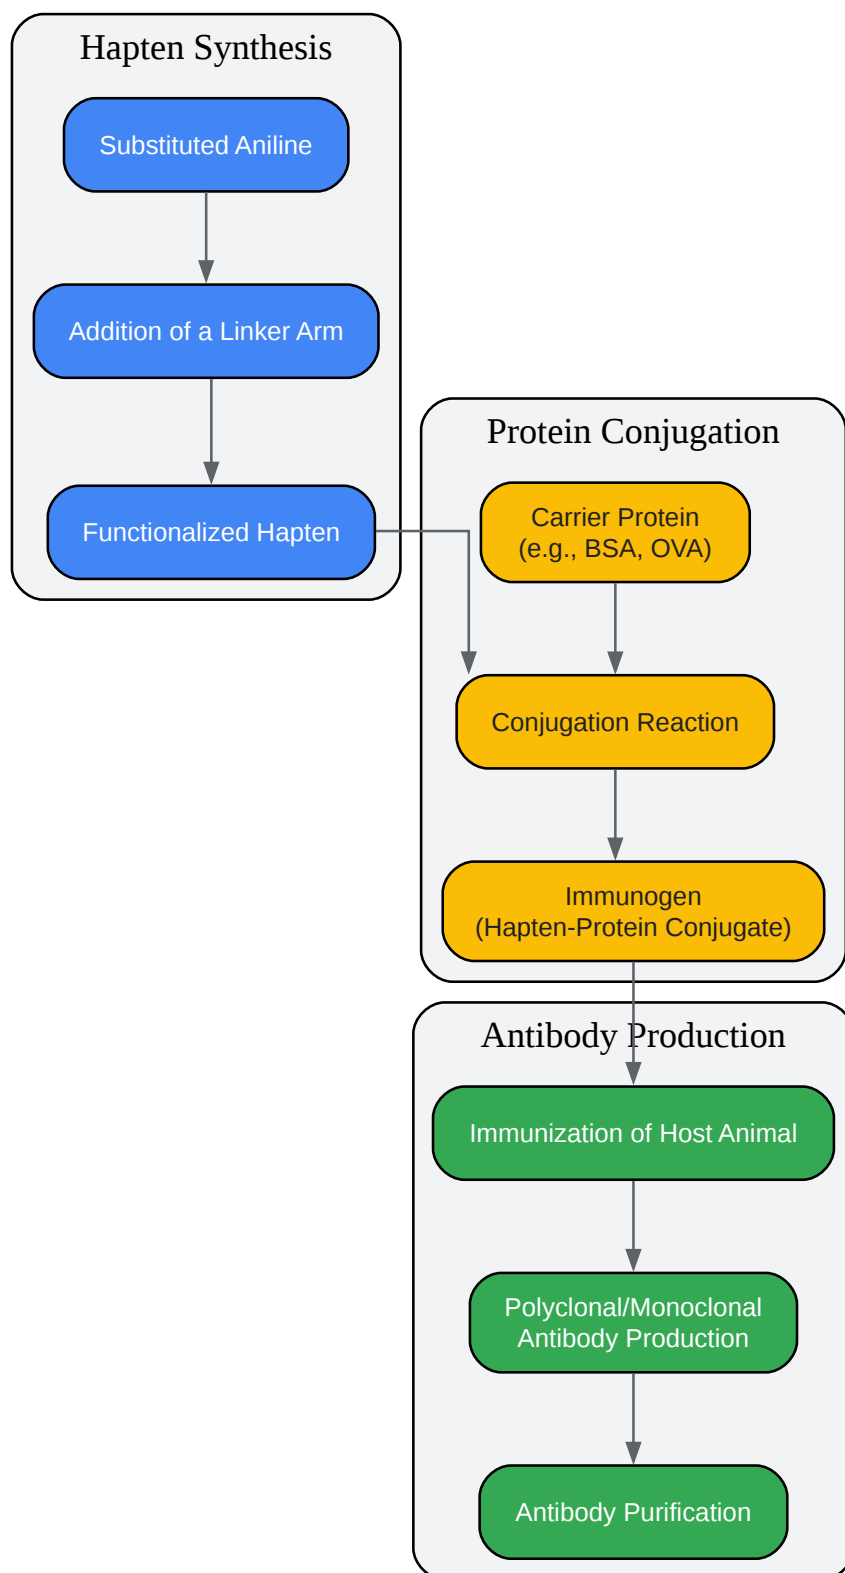 Hapten Synthesis
Substituted Aniline
Addition of a Linker Arm
Functionalized Hapten
Protein Conjugation
Carrier Protein
(e.g., BSA, OVA)
Conjugation Reaction
Immunogen
(Hapten-Protein Conjugate)
Antibody Production
Immunization of Host Animal
Polyclonal/Monoclonal
Antibody Production
Antibody Purification